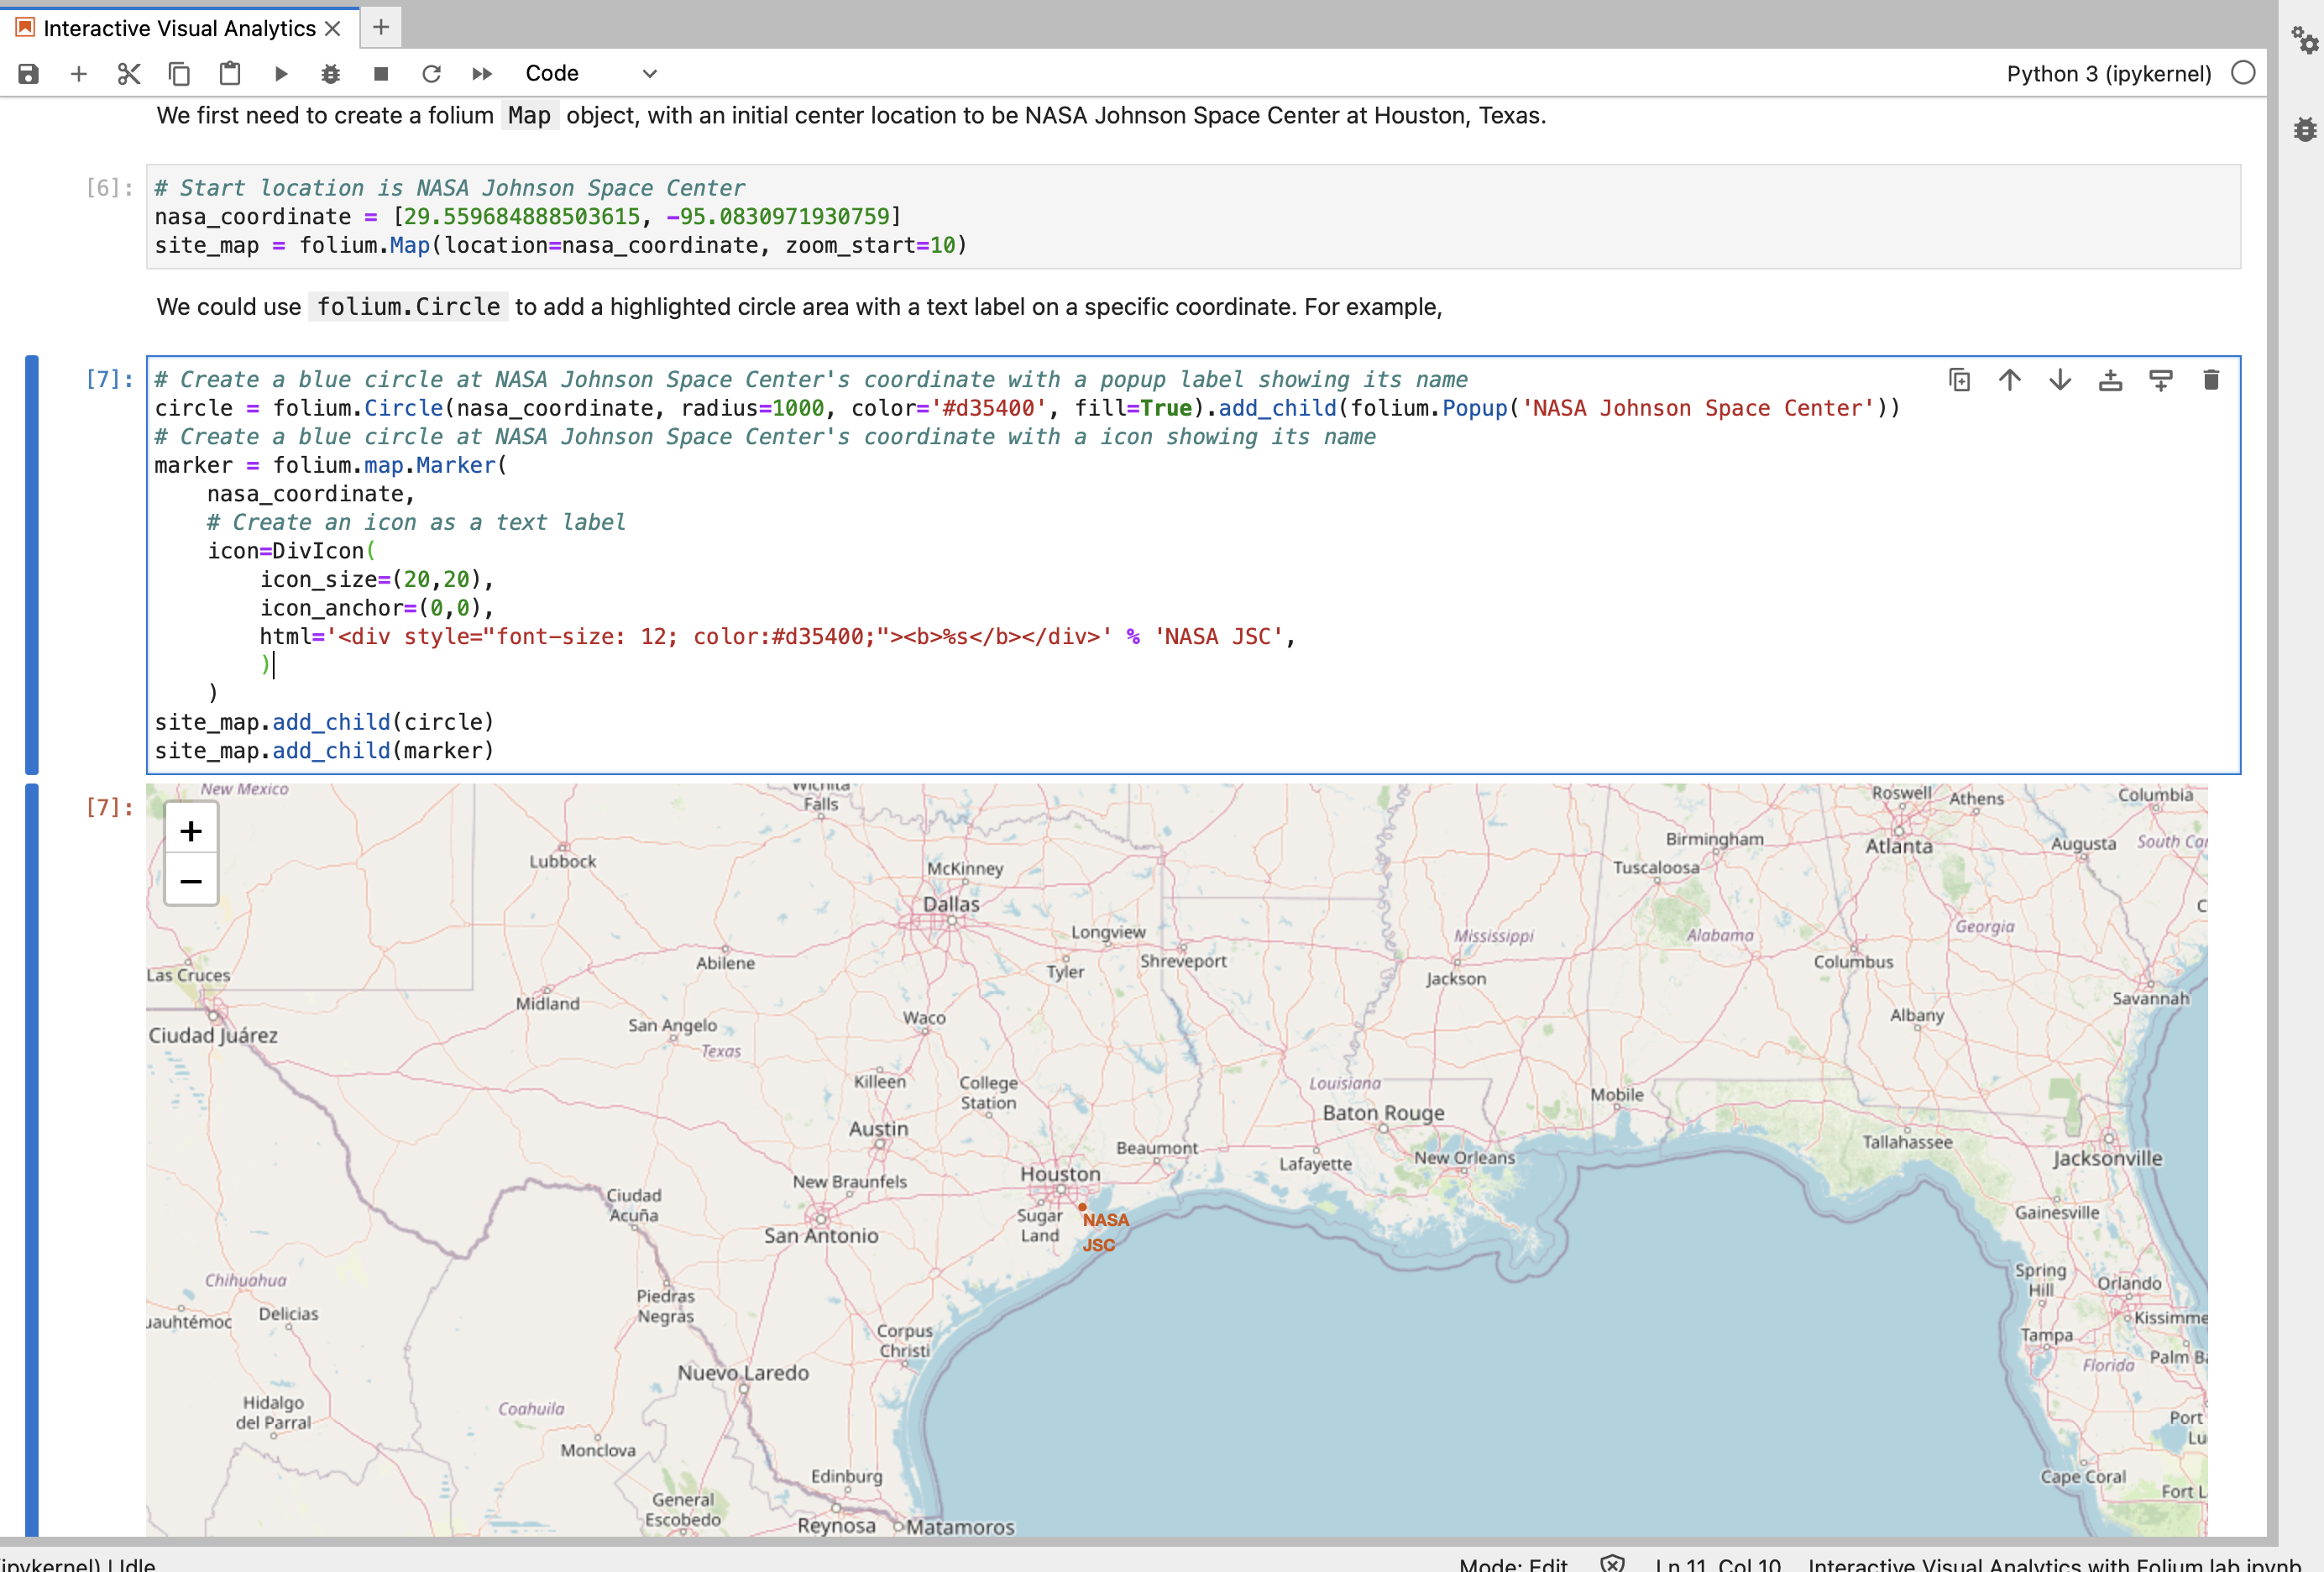 Interactive Visual Analytics
Code
Python 3 (ipykernel)
We first need to create a folium Map object, with an initial center location to be NASA Johnson Space Center at Houston, Texas.
[6]:
# Start location is NASA Johnson Space Center
nasa_coordinate = [29.559684888503615, -95.0830971930759]
site_map = folium.Map(location=nasa_coordinate, zoom_start=10)
We could use folium.Circle to add a highlighted circle area with a text label on a specific coordinate. For example,
[7]:
# Create a blue circle at NASA Johnson Space Center's coordinate with a popup label showing its name
circle = folium.Circle(nasa_coordinate, radius=1000, color='#d35400', fill=True).add_child(folium.Popup('NASA Johnson Space Center'))
# Create a blue circle at NASA Johnson Space Center's coordinate with a icon showing its name
marker = folium.map.Marker(
    nasa_coordinate,
    # Create an icon as a text label
    icon=DivIcon(
        icon_size=(20,20),
        icon_anchor=(0,0),
        html='<div style="font-size: 12; color:#d35400;"><b>%s</b></div>' % 'NASA JSC',
        )
    )
site_map.add_child(circle)
site_map.add_child(marker)
[7]:
+
−
New Mexico
Wichita
Falls
Lubbock
McKinney
Dallas
Longview
Abilene
Tyler
Shreveport
Las Cruces
Midland
Ciudad Juárez
San Angelo
Waco
Texas
Killeen
College
Station
Austin
Beaumont
Houston
New Braunfels
Ciudad
Acuña
Sugar
Land
NASA
JSC
San Antonio
Chihuahua
Delicias
uauhtémoc
Piedras
Negras
Corpus
Christi
Nuevo Laredo
Hidalgo
del Parral
Coahuila
Monclova
Edinburg
General
Escobedo
Reynosa
Matamoros
Roswell
Athens
Columbia
Birmingham
Atlanta
Augusta
South Car
Tuscaloosa
C
Mississippi
Alabama
Georgia
Jackson
Columbus
Savannah
Albany
Louisiana
Mobile
Baton Rouge
Tallahassee
Lafayette
New Orleans
Jacksonville
Gainesville
Spring
Hill
Orlando
Kissimme
Tampa
Florida
Palm Ba
Port
Lu
Cape Coral
Fort L
(ipykernel) | Idle
Mode: Edit
Ln 11, Col 10
Interactive Visual Analytics with Folium lab.ipynb